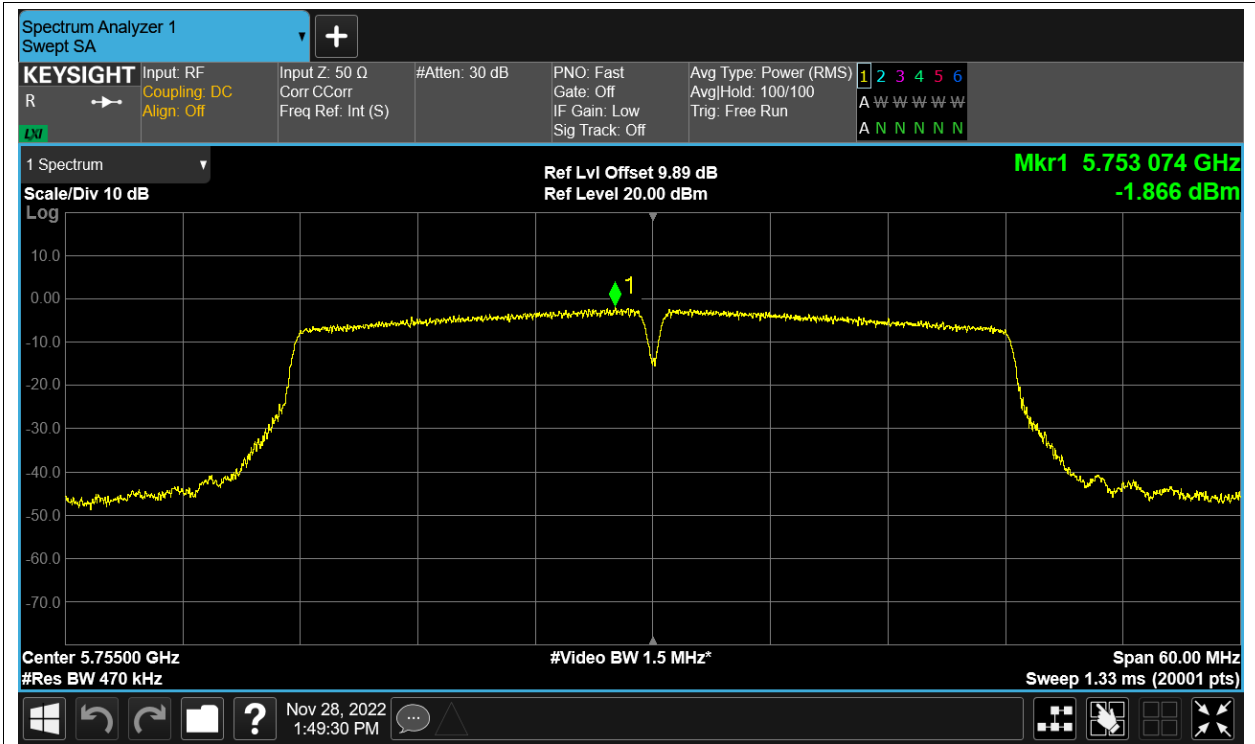 Spectrum Analyzer 1
Swept SA
KEYSIGHT
R
LXI
Input: RF
Coupling: DC
Align: Off
Input Z: 50 Ω
Corr CCorr
Freq Ref: Int (S)
#Atten: 30 dB
PNO: Fast
Gate: Off
IF Gain: Low
Sig Track: Off
Avg Type: Power (RMS)
Avg|Hold: 100/100
Trig: Free Run
1 2 3 4 5 6
A W W W W W
A N N N N N
1 Spectrum
Scale/Div 10 dB
Ref Lvl Offset 9.89 dB
Ref Level 20.00 dBm
Mkr1 5.753 074 GHz
-1.866 dBm
Log
10.0
0.00
-10.0
-20.0
-30.0
-40.0
-50.0
-60.0
-70.0
1
Center 5.75500 GHz
#Res BW 470 kHz
#Video BW 1.5 MHz*
Span 60.00 MHz
Sweep 1.33 ms (20001 pts)
?
Nov 28, 2022
1:49:30 PM